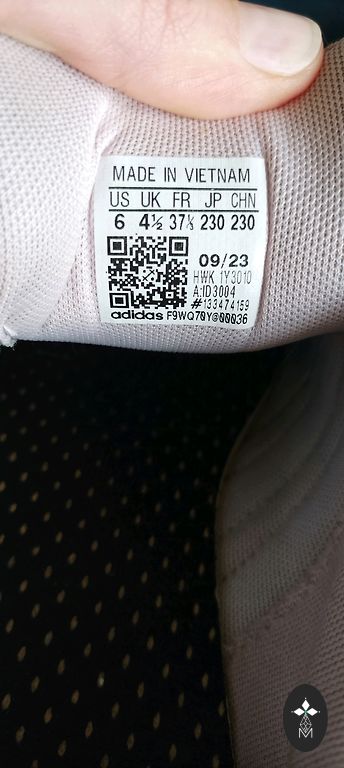 MADE IN VIETNAM
US UK FR JP CHN
6 4½ 37⅓ 230 230
09/23
HWK 1Y3010
A:ID3004
#133474159
adidas F9WQ70Y@00036
M